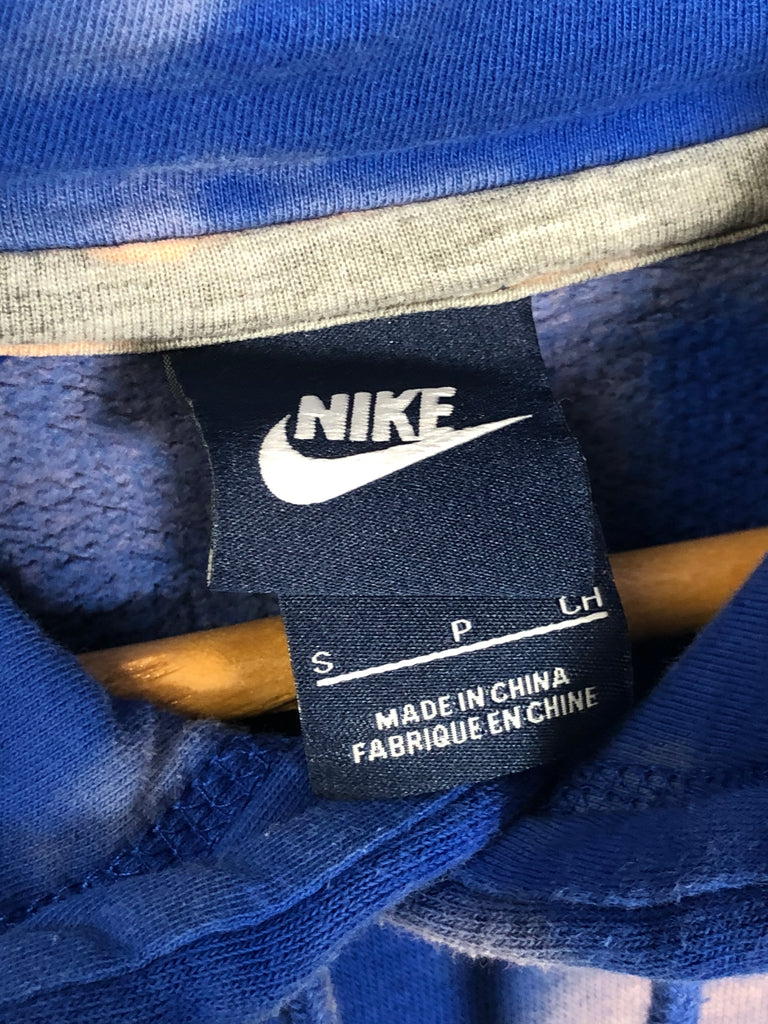 NIKE
S P CH
MADE IN CHINA
FABRIQUE EN CHINE